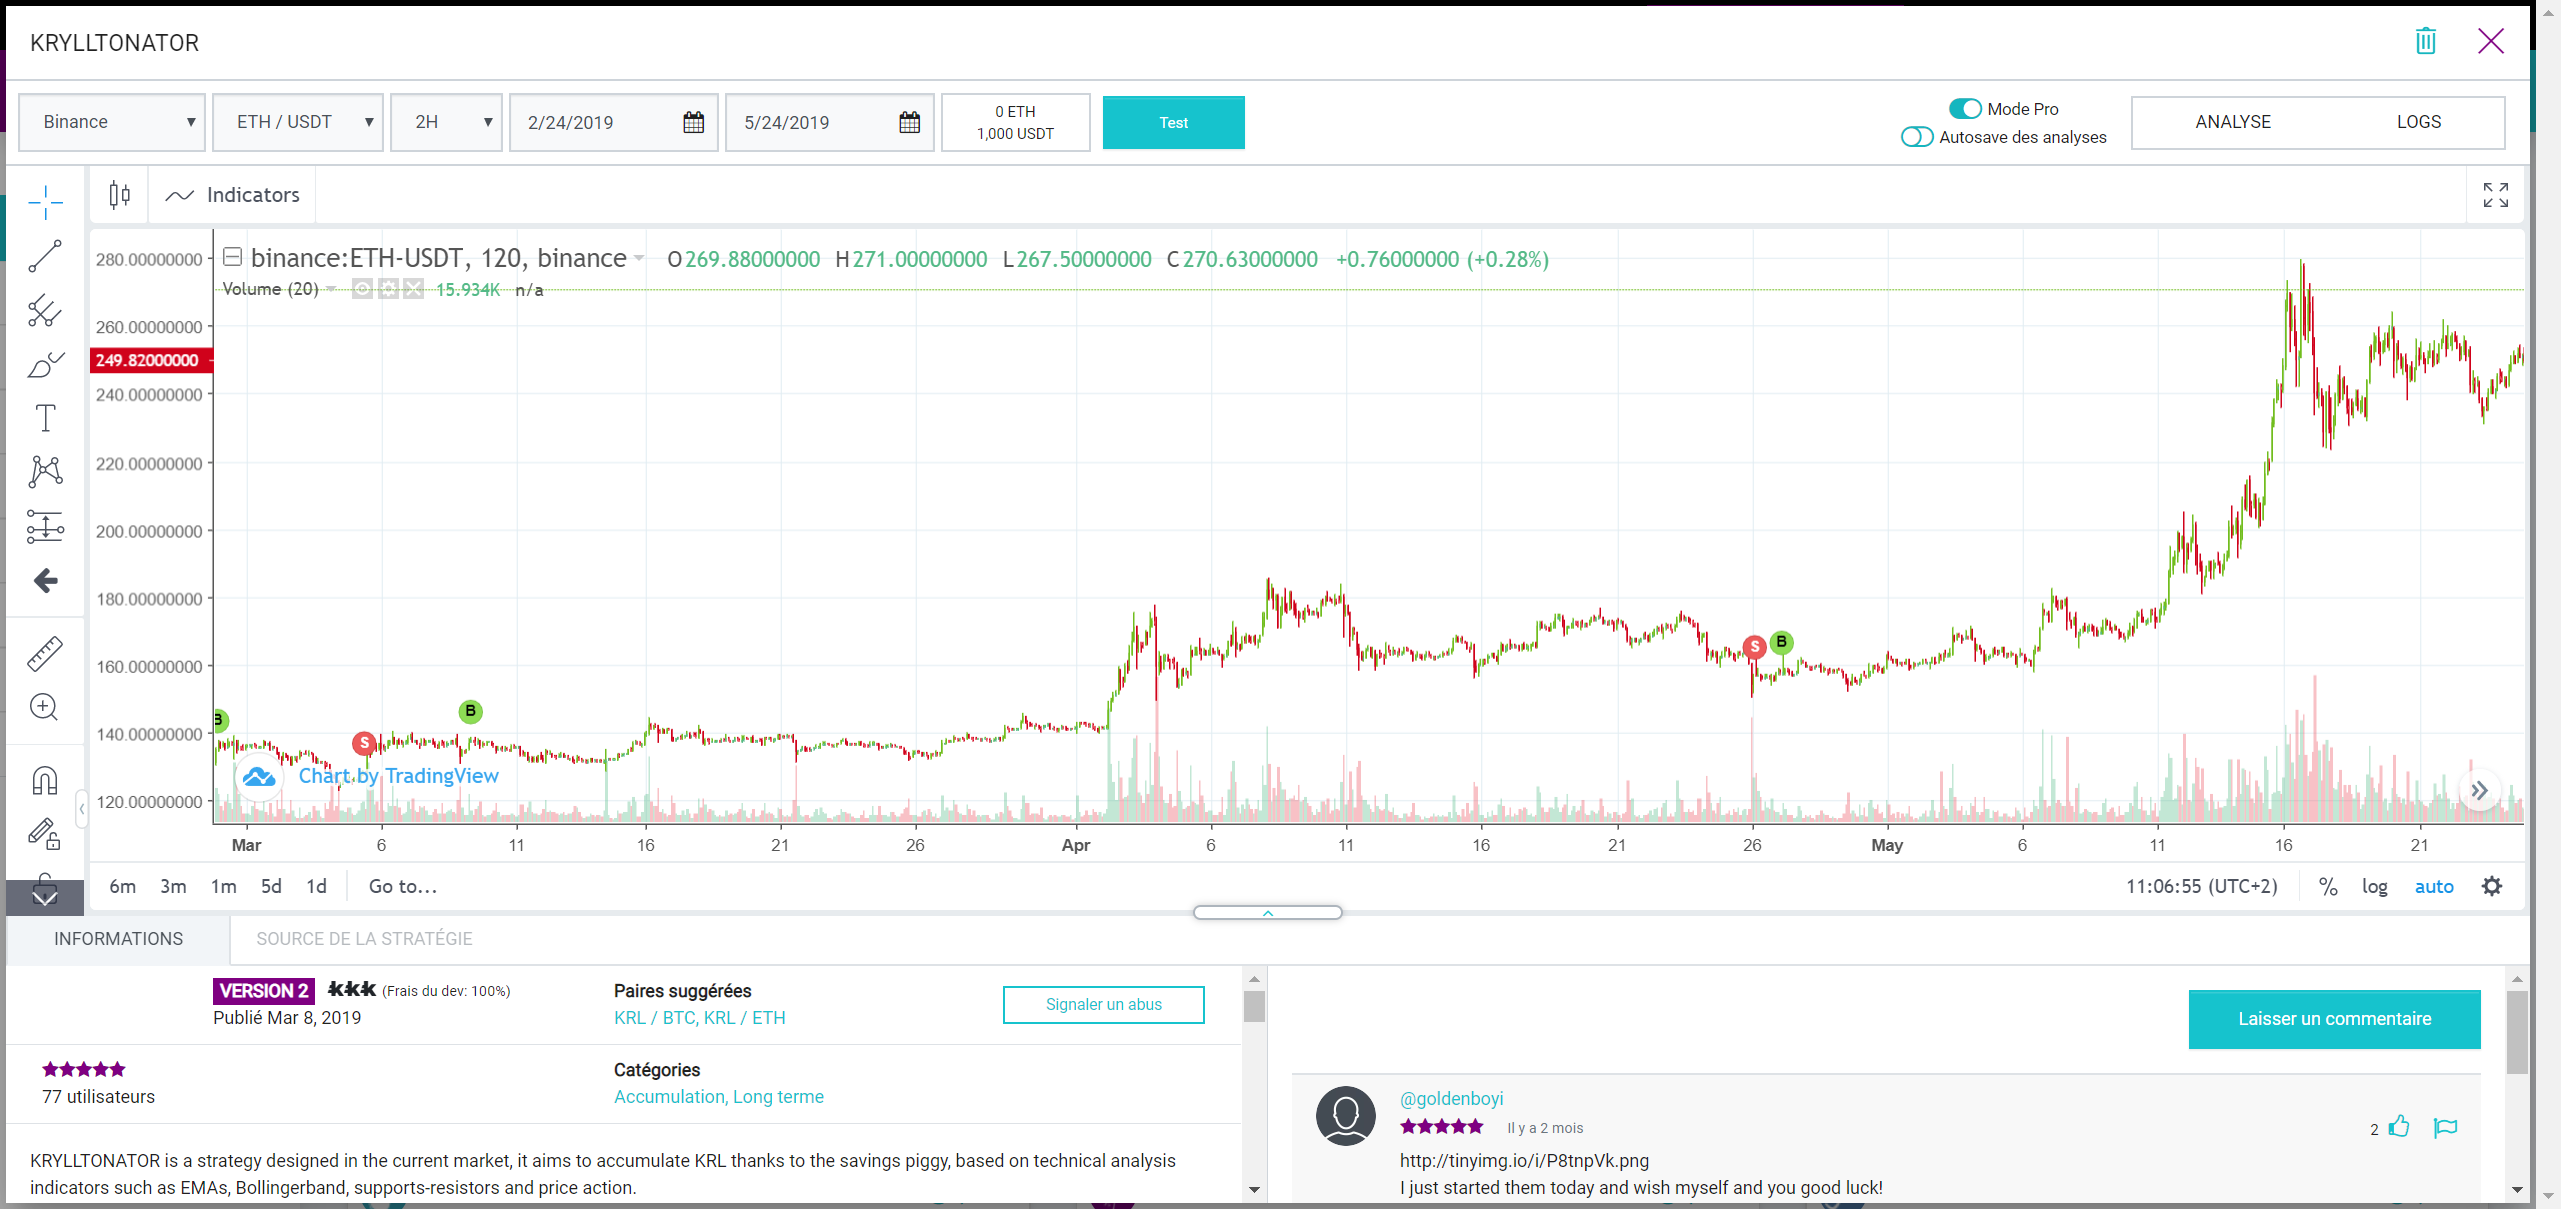 KRYLLTONATOR
Binance ETH / USDT 2H 2/24/2019 5/24/2019
0 ETH
1,000 USDT
Test
Mode Pro
Autosave des analyses
ANALYSE LOGS
Indicators
binance:ETH-USDT, 120, binance O269.88000000 H271.00000000 L267.50000000 C270.63000000 +0.76000000 (+0.28%)
Volume (20) 15.934K n/a
280.00000000
260.00000000
249.82000000
240.00000000
220.00000000
200.00000000
180.00000000
160.00000000
140.00000000
120.00000000
B
S
B
S
B
Chart by TradingView
Mar 6 11 16 21 26 Apr 6 11 16 21 26 May 6 11 16 21
6m 3m 1m 5d 1d Go to... 11:06:55 (UTC+2) % log auto
INFORMATIONS SOURCE DE LA STRATÉGIE
VERSION 2 (Frais du dev: 100%)
Publié Mar 8, 2019
Paires suggérées
KRL / BTC, KRL / ETH
Signaler un abus
77 utilisateurs
Catégories
Accumulation, Long terme
KRYLLTONATOR is a strategy designed in the current market, it aims to accumulate KRL thanks to the savings piggy, based on technical analysis
indicators such as EMAs, Bollingerband, supports-resistors and price action.
Laisser un commentaire
@goldenboyi
Il y a 2 mois
2
http://tinyimg.io/i/P8tnpVk.png
I just started them today and wish myself and you good luck!